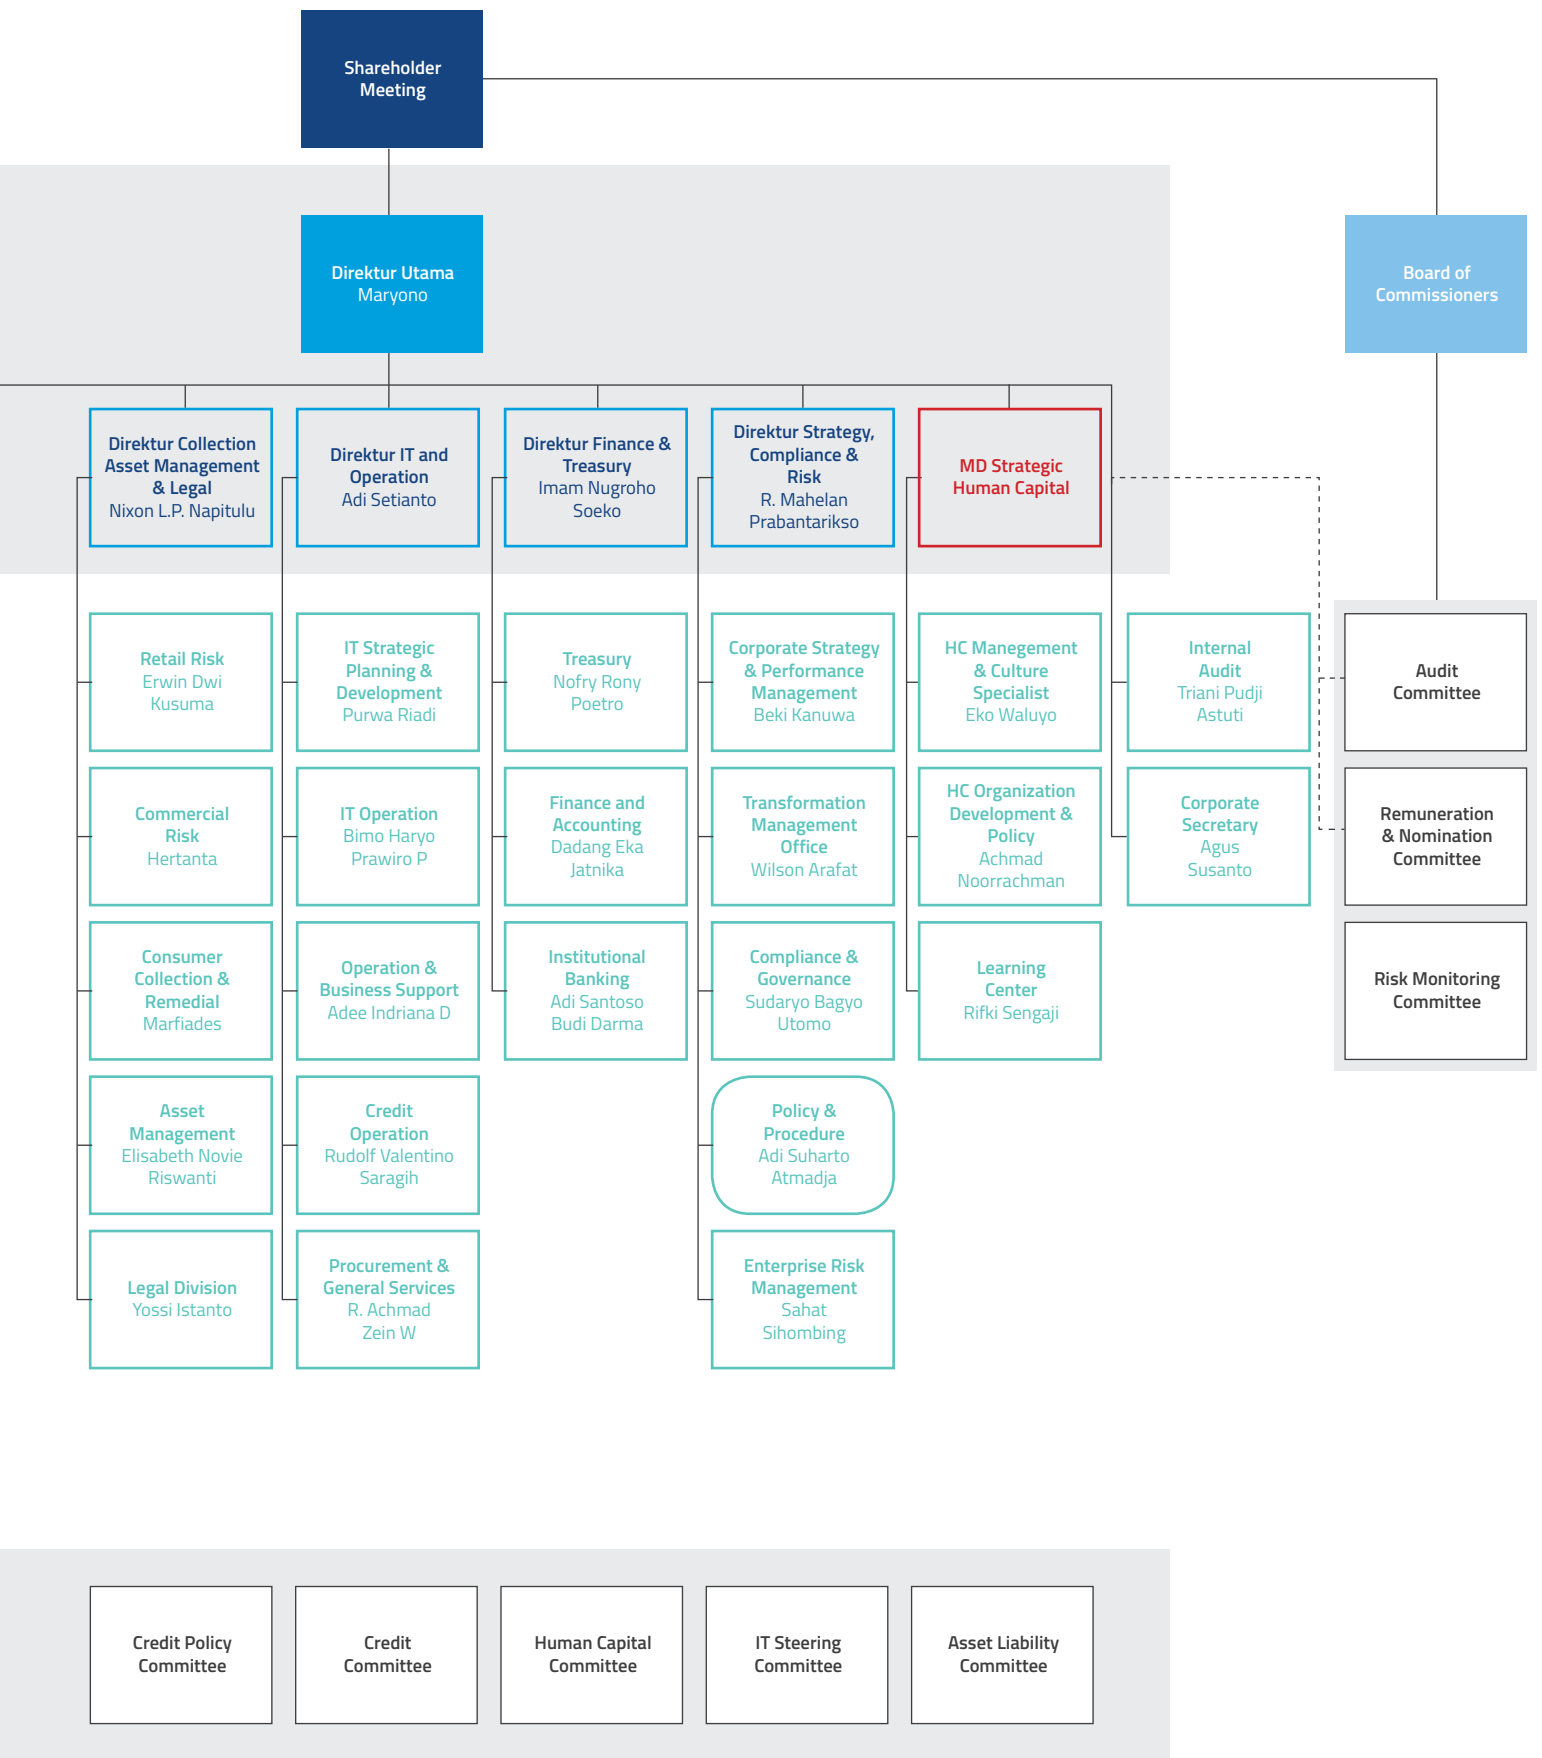 Shareholder
Meeting
Direktur Utama
Maryono
Board of
Commissioners
Direktur Collection
Asset Management
& Legal
Nixon L.P. Napitulu
Direktur IT and
Operation
Adi Setianto
Direktur Finance &
Treasury
Imam Nugroho
Soeko
Direktur Strategy,
Compliance &
Risk
R. Mahelan
Prabantarikso
MD Strategic
Human Capital
Retail Risk
Erwin Dwi
Kusuma
IT Strategic
Planning &
Development
Purwa Riadi
Treasury
Nofry Rony
Poetro
Corporate Strategy
& Performance
Management
Beki Kanuwa
HC Manegement
& Culture
Specialist
Eko Waluyo
Internal
Audit
Triani Pudji
Astuti
Audit
Committee
Commercial
Risk
Hertanta
IT Operation
Bimo Haryo
Prawiro P
Finance and
Accounting
Dadang Eka
Jatnika
Transformation
Management
Office
Wilson Arafat
HC Organization
Development &
Policy
Achmad
Noorrachman
Corporate
Secretary
Agus
Susanto
Remuneration
& Nomination
Committee
Consumer
Collection &
Remedial
Marfiades
Operation &
Business Support
Adee Indriana D
Institutional
Banking
Adi Santoso
Budi Darma
Compliance &
Governance
Sudaryo Bagyo
Utomo
Learning
Center
Rifki Sengaji
Risk Monitoring
Committee
Asset
Management
Elisabeth Novie
Riswanti
Credit
Operation
Rudolf Valentino
Saragih
Policy &
Procedure
Adi Suharto
Atmadja
Legal Division
Yossi Istanto
Procurement &
General Services
R. Achmad
Zein W
Enterprise Risk
Management
Sahat
Sihombing
Credit Policy
Committee
Credit
Committee
Human Capital
Committee
IT Steering
Committee
Asset Liability
Committee